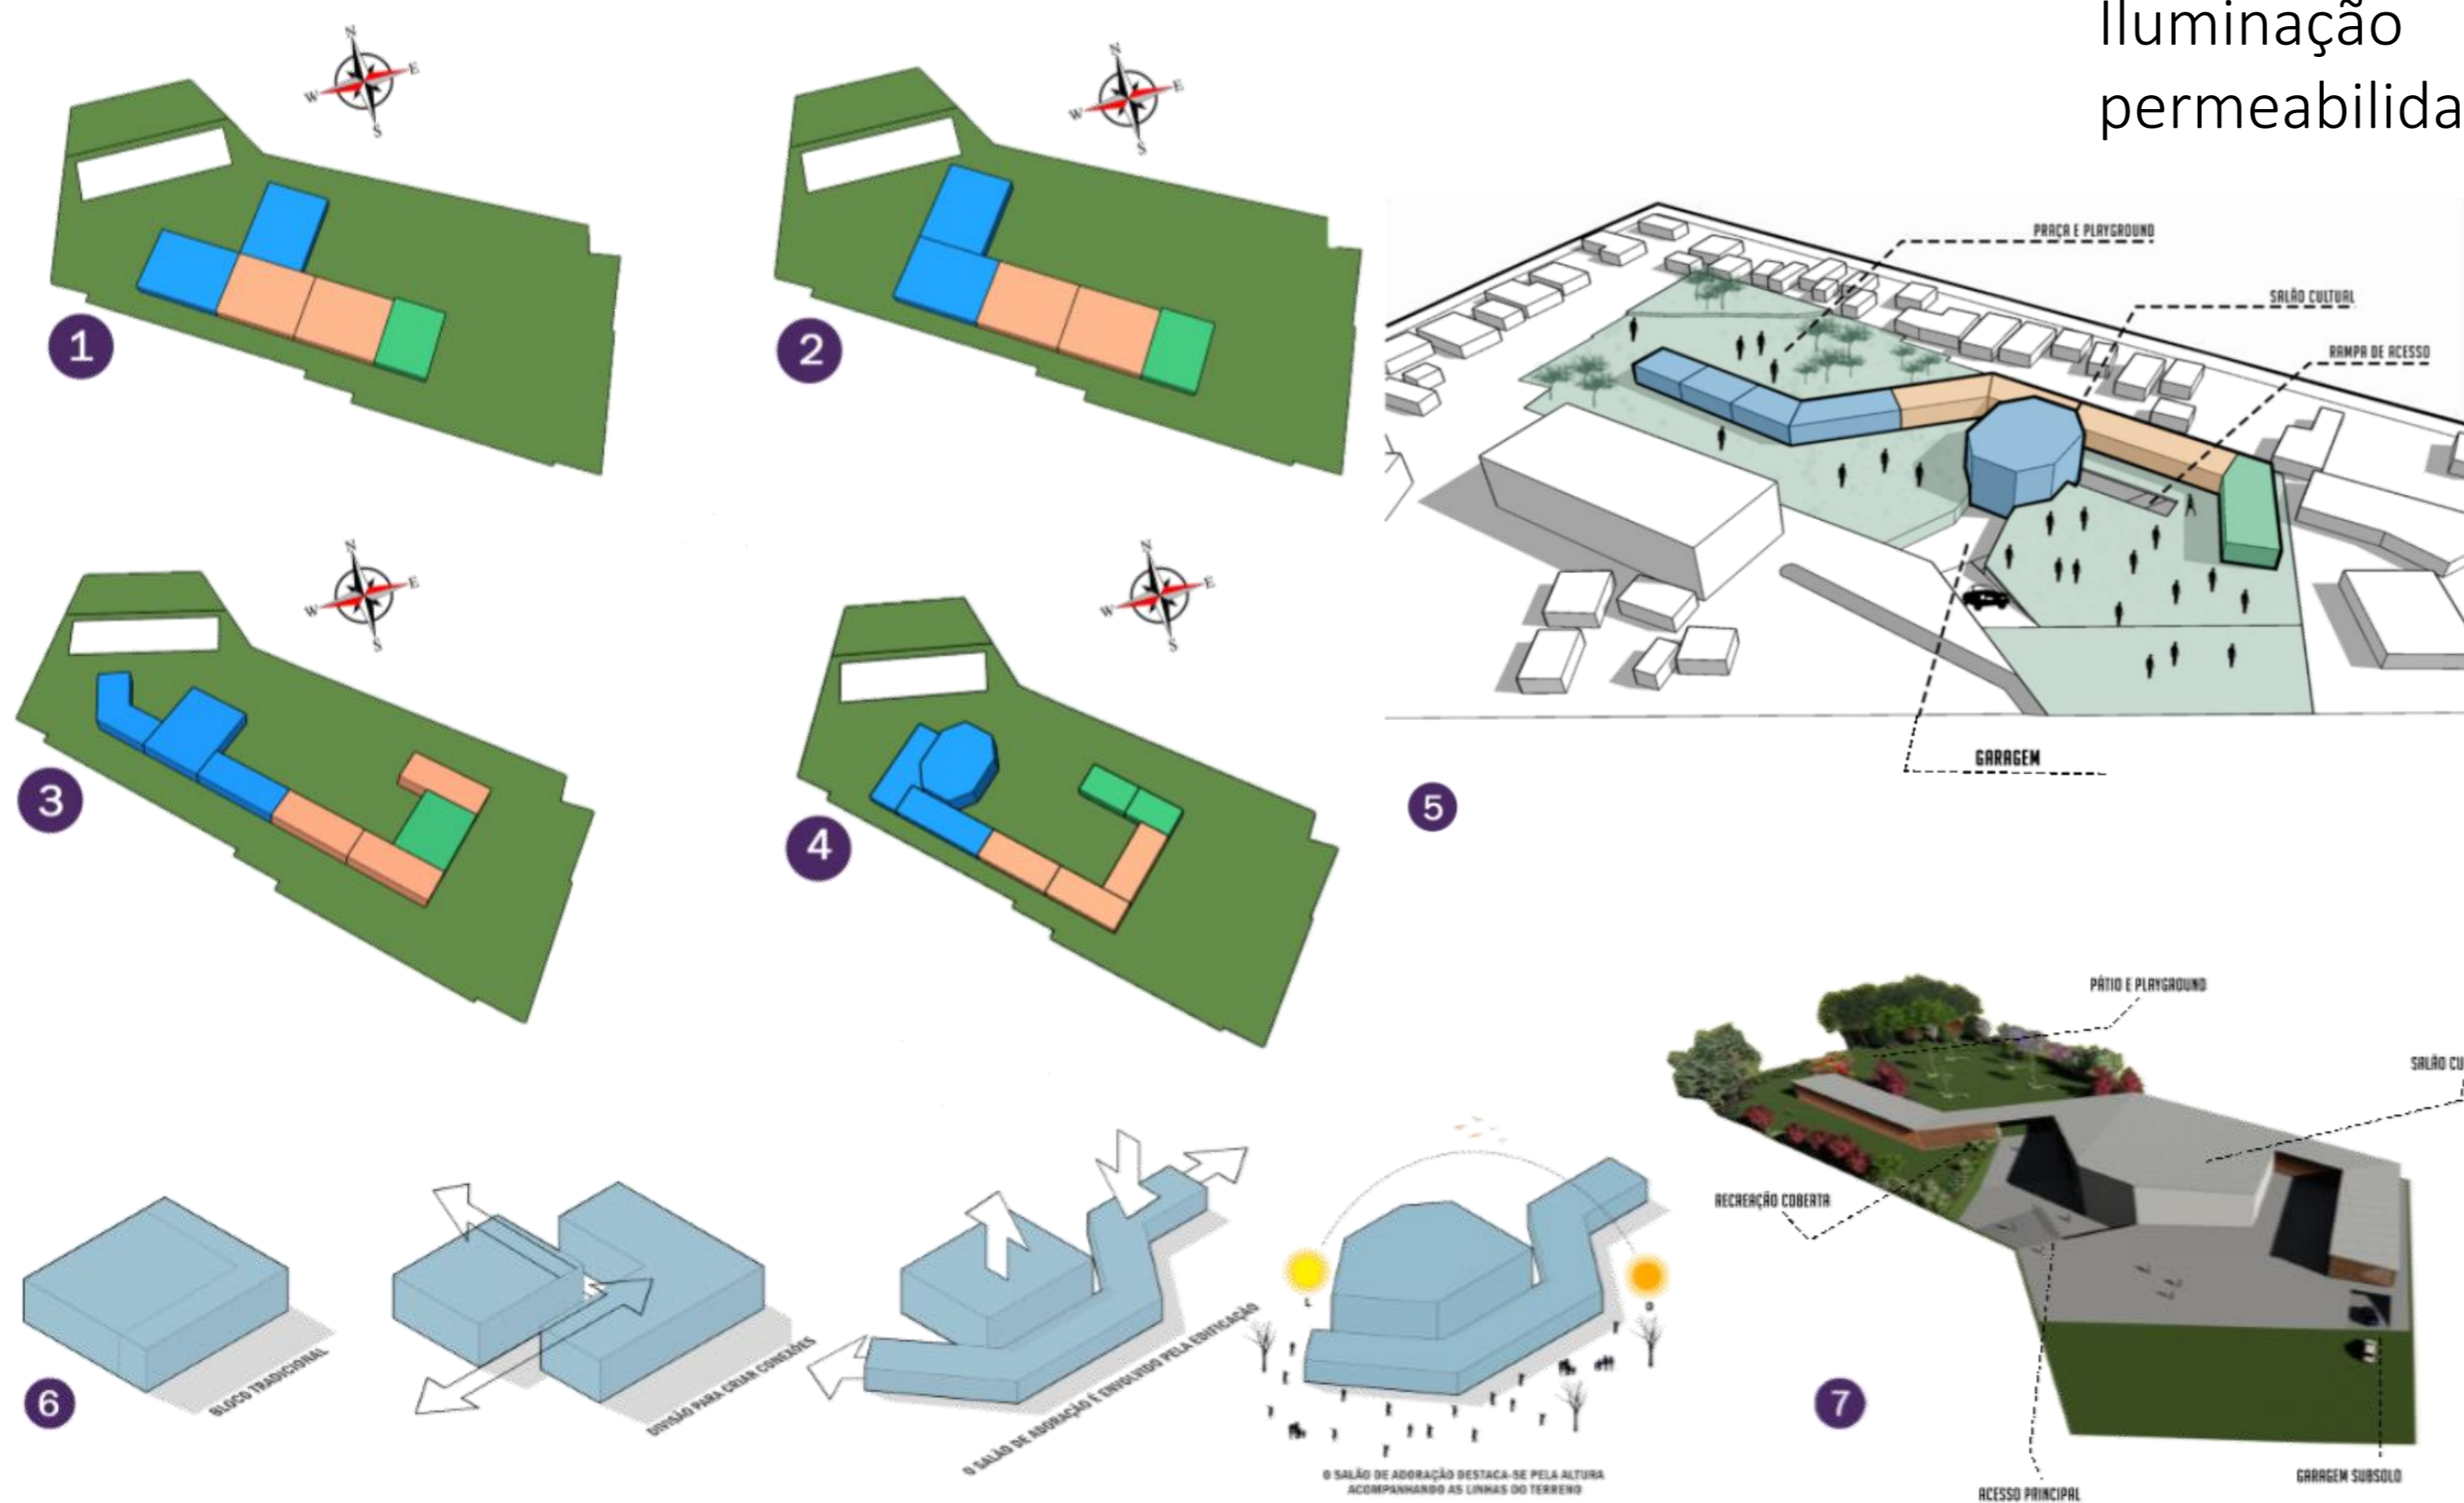 Iluminação
permeabilida
N
W
E
S
1
N
W
E
S
2
N
W
E
S
3
N
W
E
S
4
PRAÇA E PLAYGROUND
SALÃO CULTURAL
RAMPA DE ACESSO
GARAGEM
5
BLOCO TRADICIONAL
DIVISÃO PARA CRIAR CONEXÕES
O SALÃO DE ADORAÇÃO É ENVOLVIDO PELA EDIFICAÇÃO
L
O
O SALÃO DE ADORAÇÃO DESTACA-SE PELA ALTURA
ACOMPANHANDO AS LINHAS DO TERRENO
6
PÁTIO E PLAYGROUND
SALÃO CU
RECREAÇÃO COBERTA
ACESSO PRINCIPAL
GARAGEM SUBSOLO
7